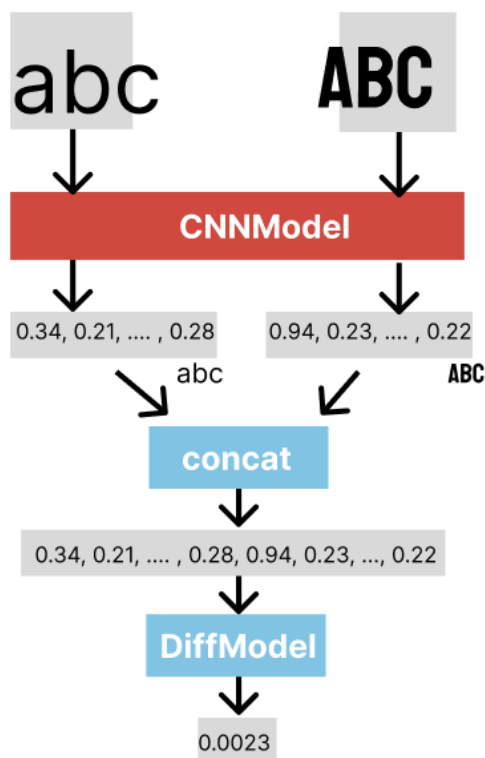 abc ABC
CNNModel
0.34, 0.21, .... , 0.28 0.94, 0.23, .... , 0.22
abc ABC
concat
0.34, 0.21, .... , 0.28, 0.94, 0.23, ..., 0.22
DiffModel
0.0023